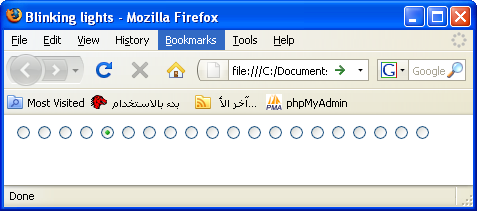 Blinking lights - Mozilla Firefox
File Edit View History Bookmarks Tools Help
file:///C:/Document: G Google
Most Visited بدء بالاستخدام آخر الأ... PMA phpMyAdmin
Done